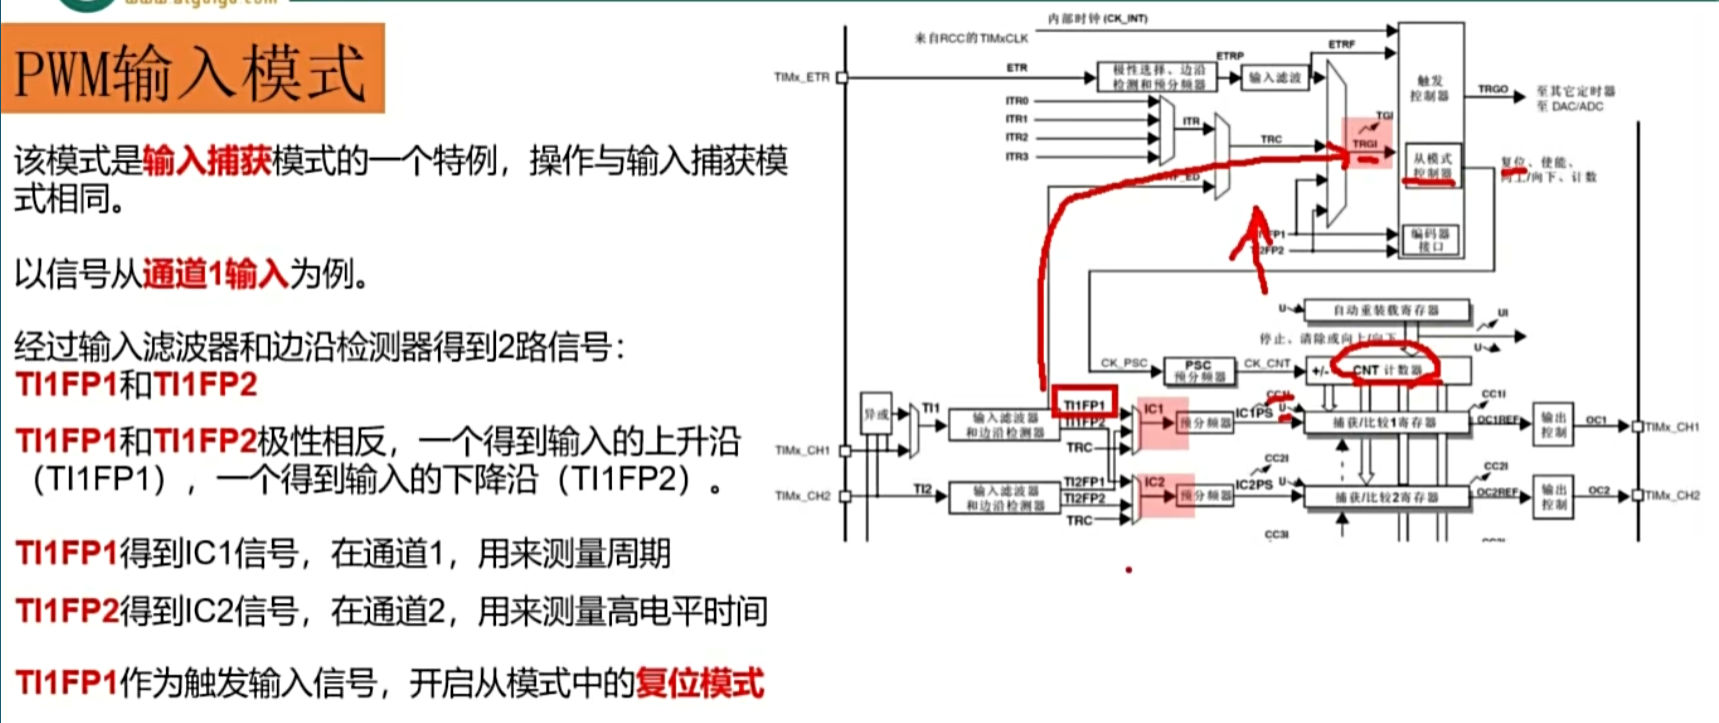 www.atguigu.com
PWM输入模式
该模式是输入捕获模式的一个特例，操作与输入捕获模
式相同。
以信号从通道1输入为例。
经过输入滤波器和边沿检测器得到2路信号：
TI1FP1和TI1FP2
TI1FP1和TI1FP2极性相反，一个得到输入的上升沿
（TI1FP1），一个得到输入的下降沿（TI1FP2）。
TI1FP1得到IC1信号，在通道1，用来测量周期
TI1FP2得到IC2信号，在通道2，用来测量高电平时间
TI1FP1作为触发输入信号，开启从模式中的复位模式
内部时钟(CK_INT)
来自RCC的TIMxCLK
ETRF
ETRP
TIMx_ETR
ETR
极性选择、边沿
检测和预分频器
输入滤波
触发
控制器
TRGO
至其它定时器
至 DAC/ADC
ITR0
ITR1
ITR2
ITR3
ITR
TRC
TGI
TRGI
从模式
控制器
复位、使能、
向上/向下、计数
编码器
接口
U
自动重装载寄存器
UI
停止、清除或向上/向下
U
CK_PSC
PSC
预分频器
CK_CNT
+/-
CNT 计数器
异或
TI1
输入滤波器
和边沿检测器
TI1FP1
TI1FP2
TRC
IC1
预分频器
IC1PS
U
捕获/比较1寄存器
CC1I
OC1REF
输出
控制
OC1
TIMx_CH1
TIMx_CH1
TIMx_CH2
TI2
输入滤波器
和边沿检测器
TI2FP1
TI2FP2
TRC
IC2
预分频器
CC2I
IC2PS
U
捕获/比较2寄存器
CC2I
OC2REF
输出
控制
OC2
TIMx_CH2
CC3I